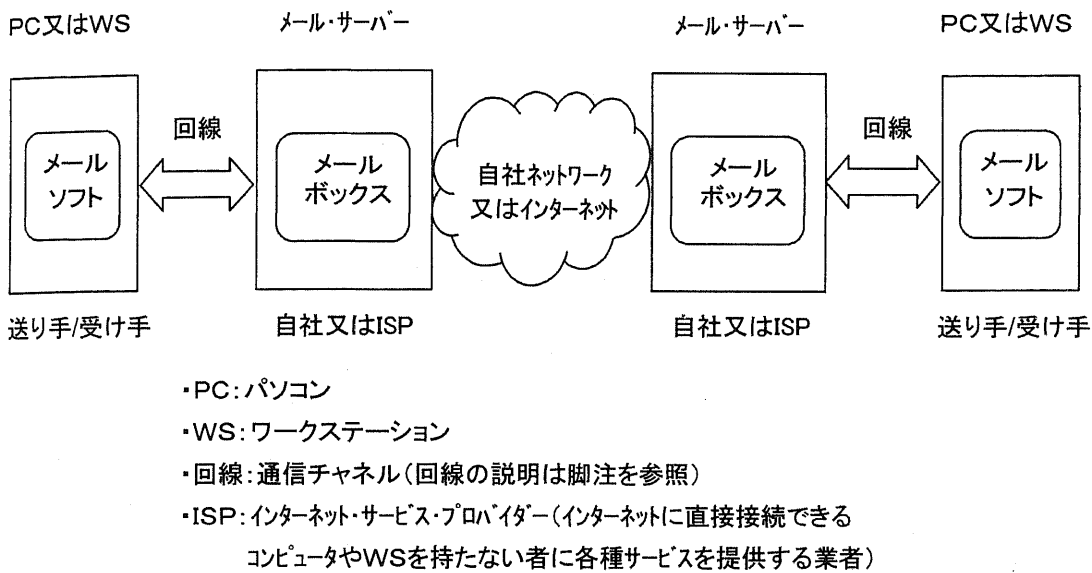 PC又はWS メール・サーバー メール・サーバー PC又はWS
回線 回線
メール
ソフト
メール
ボックス
自社ネットワーク
又はインターネット
メール
ボックス
メール
ソフト
送り手/受け手 自社又はISP 自社又はISP 送り手/受け手
・PC:パソコン
・WS:ワークステーション
・回線:通信チャネル(回線の説明は脚注を参照)
・ISP:インターネット・サービス・プロバイダー(インターネットに直接接続できる
コンピュータやWSを持たない者に各種サービスを提供する業者)